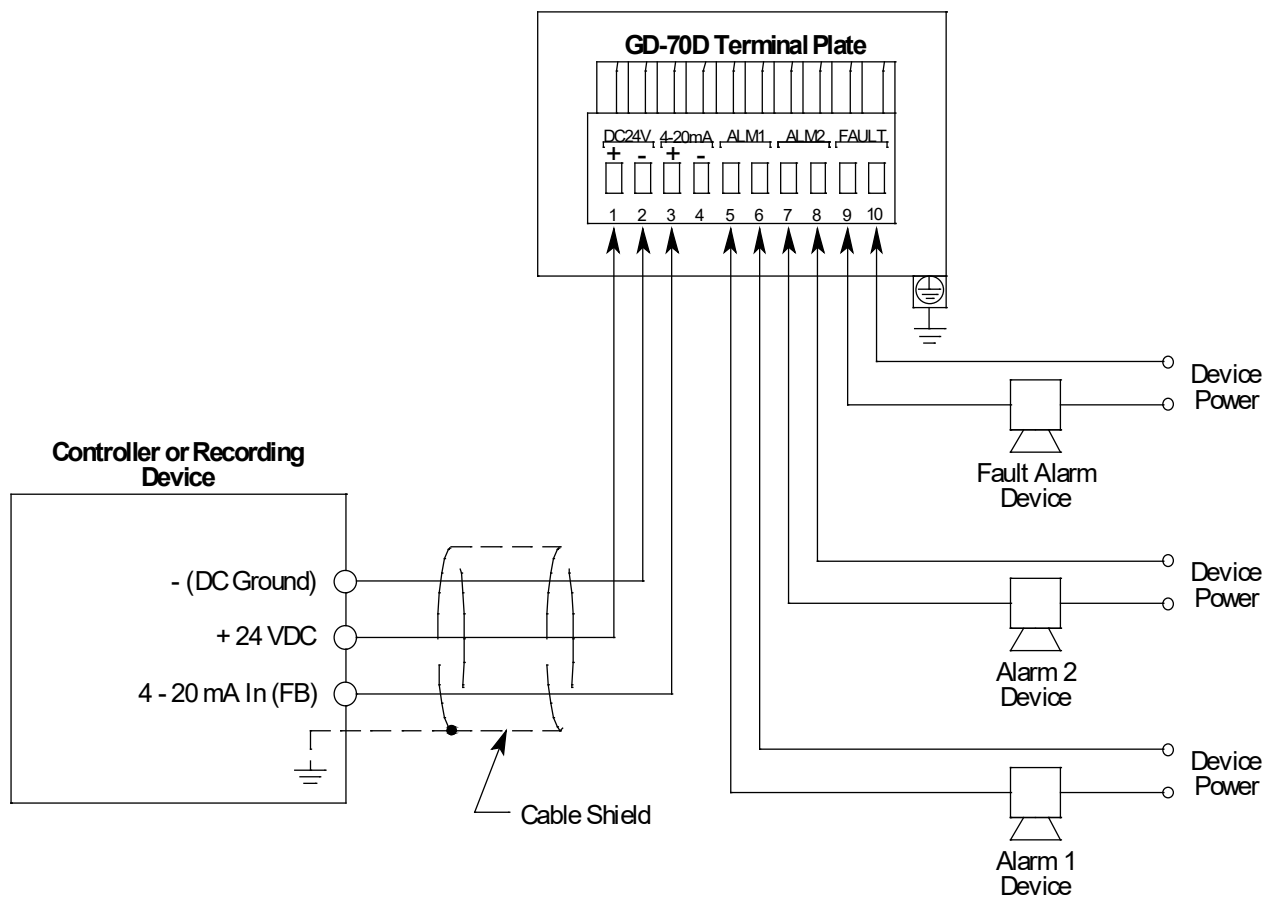 GD-70D Terminal Plate
DC24V 4-20mA ALM1 ALM2 FAULT
+ - + -
1 2 3 4 5 6 7 8 9 10
Device
Power
Fault Alarm
Device
Controller or Recording
Device
- (DC Ground)
+ 24 VDC
4 - 20 mA In (FB)
Cable Shield
Device
Power
Alarm 2
Device
Device
Power
Alarm 1
Device